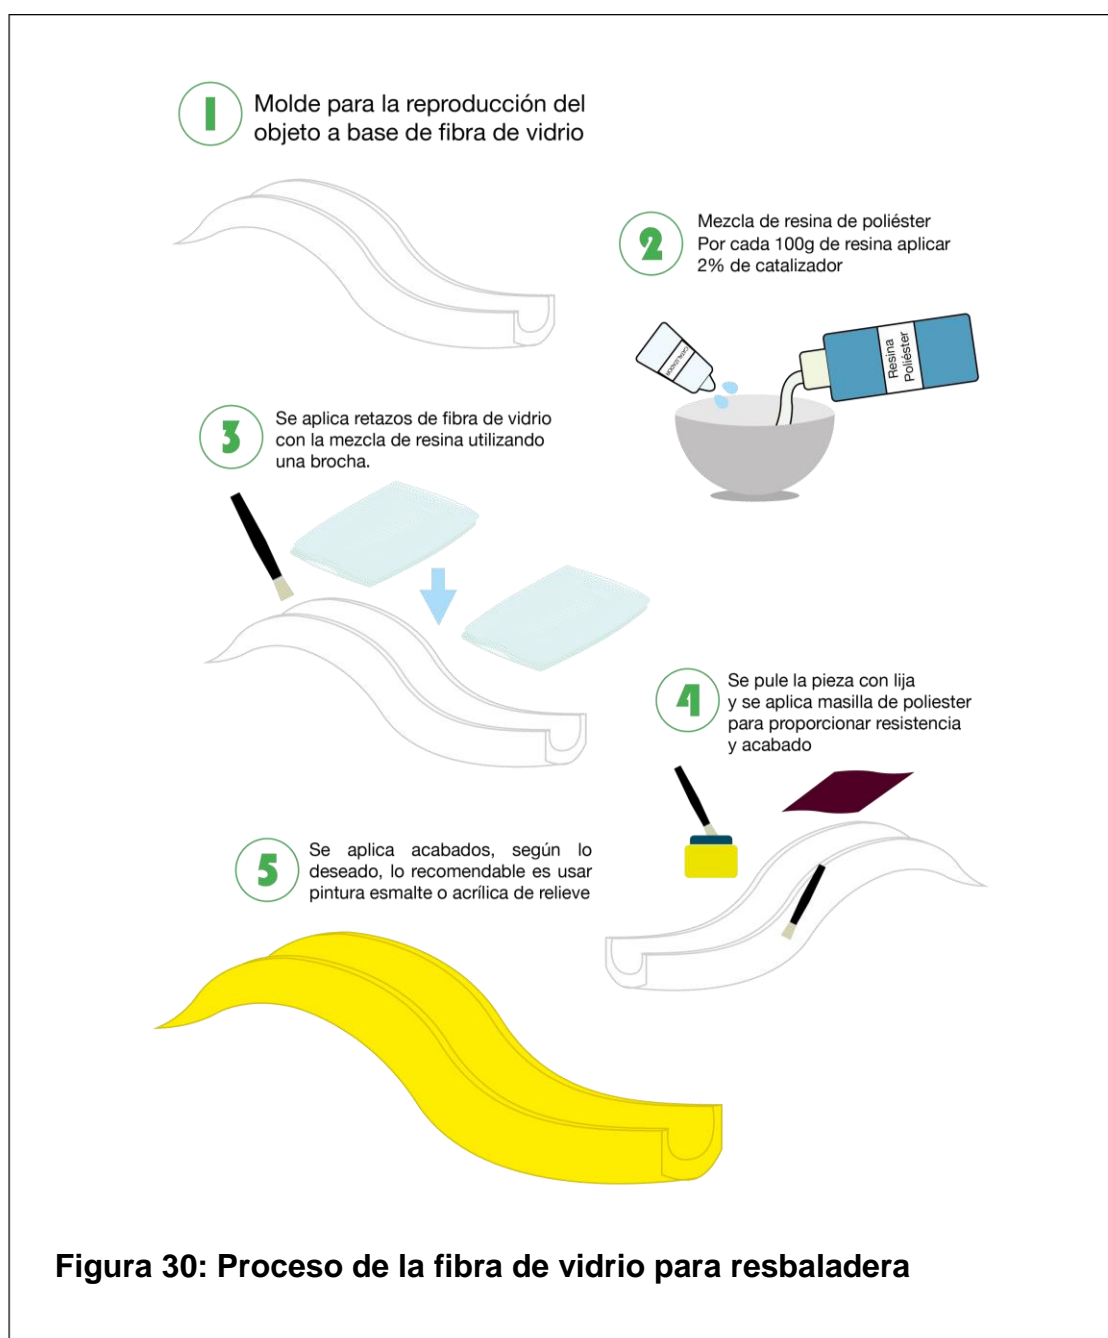 1
Molde para la reproducción del
objeto a base de fibra de vidrio
2
Mezcla de resina de poliéster
Por cada 100g de resina aplicar
2% de catalizador
CATALIZADOR
Resina
Poliéster
3
Se aplica retazos de fibra de vidrio
con la mezcla de resina utilizando
una brocha.
4
Se pule la pieza con lija
y se aplica masilla de poliester
para proporcionar resistencia
y acabado
5
Se aplica acabados, según lo
deseado, lo recomendable es usar
pintura esmalte o acrílica de relieve
Figura 30: Proceso de la fibra de vidrio para resbaladera